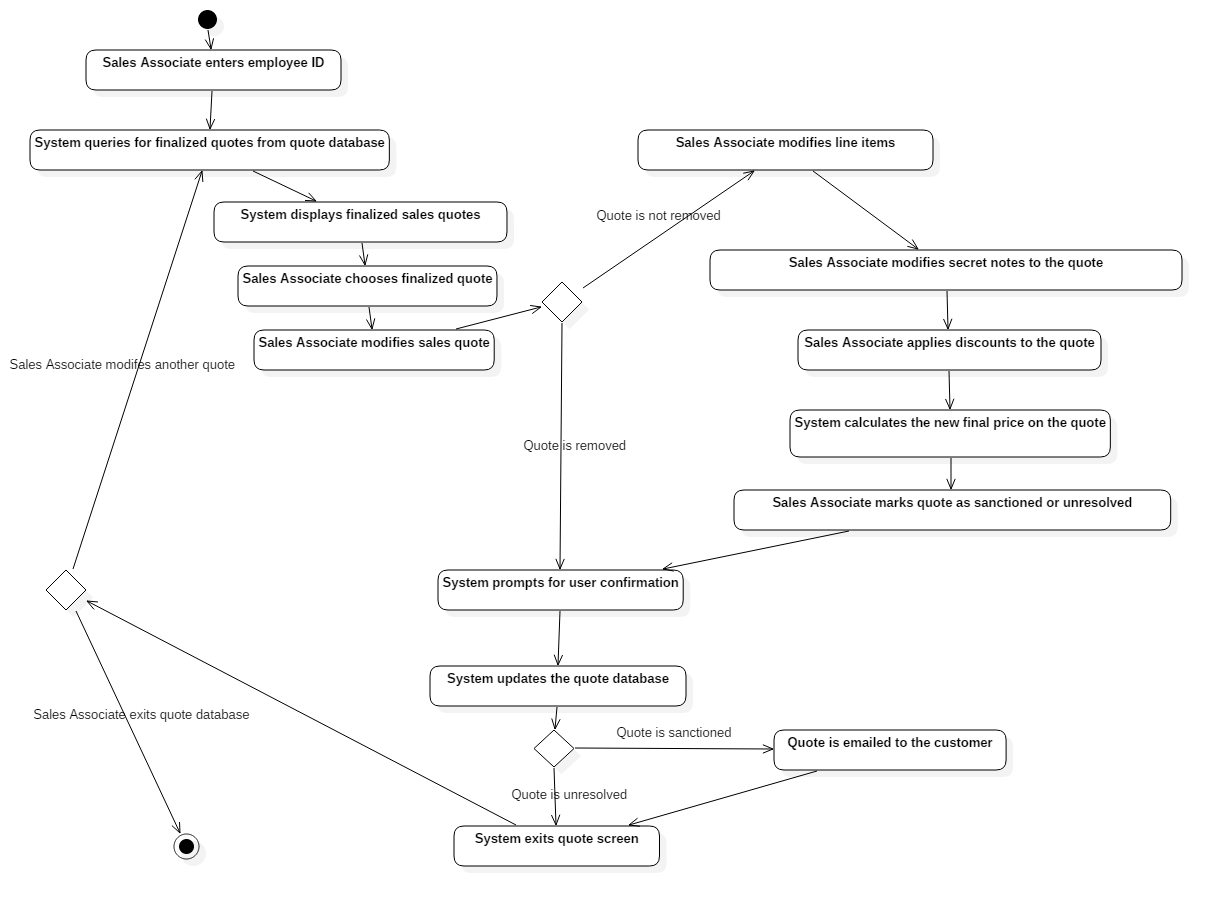 Sales Associate enters employee ID
System queries for finalized quotes from quote database
System displays finalized sales quotes
Sales Associate chooses finalized quote
Sales Associate modifies sales quote
Quote is not removed
Sales Associate modifies line items
Sales Associate modifies secret notes to the quote
Sales Associate applies discounts to the quote
System calculates the new final price on the quote
Sales Associate marks quote as sanctioned or unresolved
Quote is removed
System prompts for user confirmation
System updates the quote database
Quote is sanctioned
Quote is emailed to the customer
Quote is unresolved
System exits quote screen
Sales Associate modifes another quote
Sales Associate exits quote database